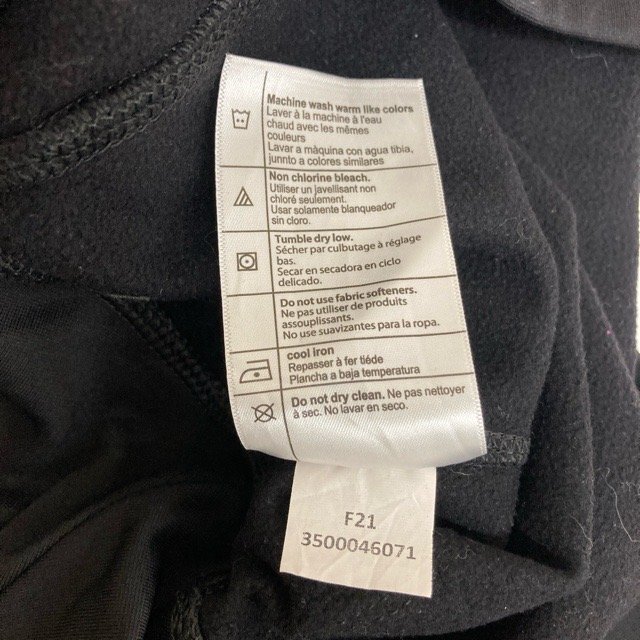 Machine wash warm like colors
Laver à la machine à l'eau
chaud avec les mêmes
couleurs
Lavar a màquina con agua tibia,
junnto a colores similares
Non chlorine bleach.
Utiliser un javellisant non
chloré seulement.
Usar solamente blanqueador
sin cloro.
Tumble dry low.
Sécher par culbutage à réglage
bas.
Secar en secadora en ciclo
delicado.
Do not use fabric softeners.
Ne pas utiliser de produits
assouplissants.
No use suavizantes para la ropa.
cool iron
Repasser à fer tiéde
Plancha a baja temperatura
Do not dry clean. Ne pas nettoyer
à sec. No lavar en seco.
F21
3500046071